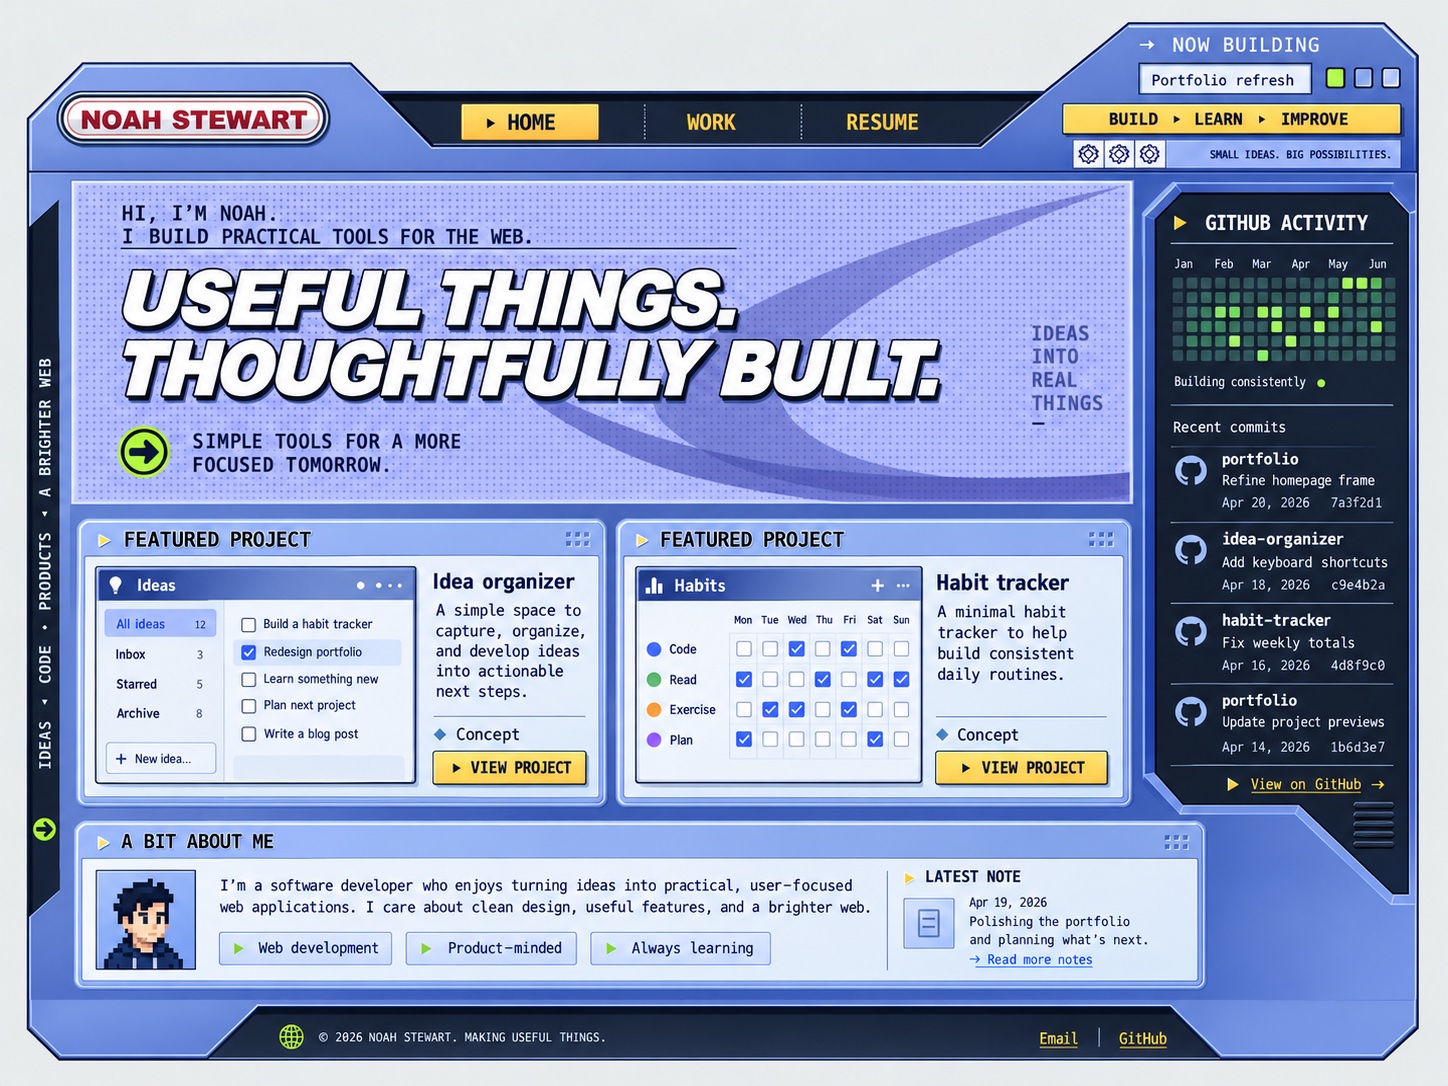 → NOW BUILDING
Portfolio refresh
NOAH STEWART
▸ HOME
WORK
RESUME
BUILD ▸ LEARN ▸ IMPROVE
SMALL IDEAS. BIG POSSIBILITIES.
IDEAS ◂ CODE • PRODUCTS ◂ A BRIGHTER WEB
HI, I'M NOAH.
I BUILD PRACTICAL TOOLS FOR THE WEB.
USEFUL THINGS.
THOUGHTFULLY BUILT.
SIMPLE TOOLS FOR A MORE
FOCUSED TOMORROW.
IDEAS
INTO
REAL
THINGS
—
GITHUB ACTIVITY
Jan Feb Mar Apr May Jun
Building consistently
Recent commits
portfolio
Refine homepage frame
Apr 20, 2026 7a3f2d1
idea-organizer
Add keyboard shortcuts
Apr 18, 2026 c9e4b2a
habit-tracker
Fix weekly totals
Apr 16, 2026 4d8f9c0
portfolio
Update project previews
Apr 14, 2026 1b6d3e7
View on GitHub →
FEATURED PROJECT
Ideas
All ideas 12
Inbox 3
Starred 5
Archive 8
+ New idea...
Build a habit tracker
Redesign portfolio
Learn something new
Plan next project
Write a blog post
Idea organizer
A simple space to
capture, organize,
and develop ideas
into actionable
next steps.
Concept
▸ VIEW PROJECT
FEATURED PROJECT
Habits
Mon Tue Wed Thu Fri Sat Sun
Code
Read
Exercise
Plan
Habit tracker
A minimal habit
tracker to help
build consistent
daily routines.
Concept
▸ VIEW PROJECT
A BIT ABOUT ME
I'm a software developer who enjoys turning ideas into practical, user-focused
web applications. I care about clean design, useful features, and a brighter web.
Web development
Product-minded
Always learning
LATEST NOTE
Apr 19, 2026
Polishing the portfolio
and planning what's next.
→ Read more notes
© 2026 NOAH STEWART. MAKING USEFUL THINGS.
Email
GitHub